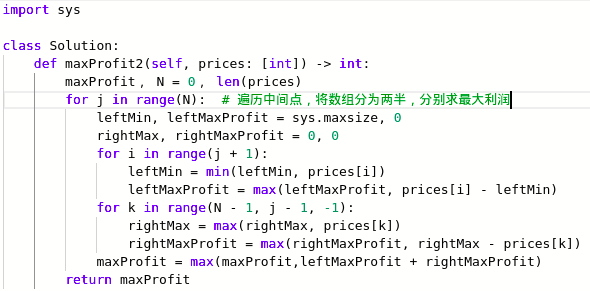 import sys
class Solution:
    def maxProfit2(self, prices: [int]) -> int:
        maxProfit, N = 0, len(prices)
        for j in range(N):  # 遍历中间点，将数组分为两半，分别求最大利润
            leftMin, leftMaxProfit = sys.maxsize, 0
            rightMax, rightMaxProfit = 0, 0
            for i in range(j + 1):
                leftMin = min(leftMin, prices[i])
                leftMaxProfit = max(leftMaxProfit, prices[i] - leftMin)
            for k in range(N - 1, j - 1, -1):
                rightMax = max(rightMax, prices[k])
                rightMaxProfit = max(rightMaxProfit, rightMax - prices[k])
            maxProfit = max(maxProfit,leftMaxProfit + rightMaxProfit)
        return maxProfit